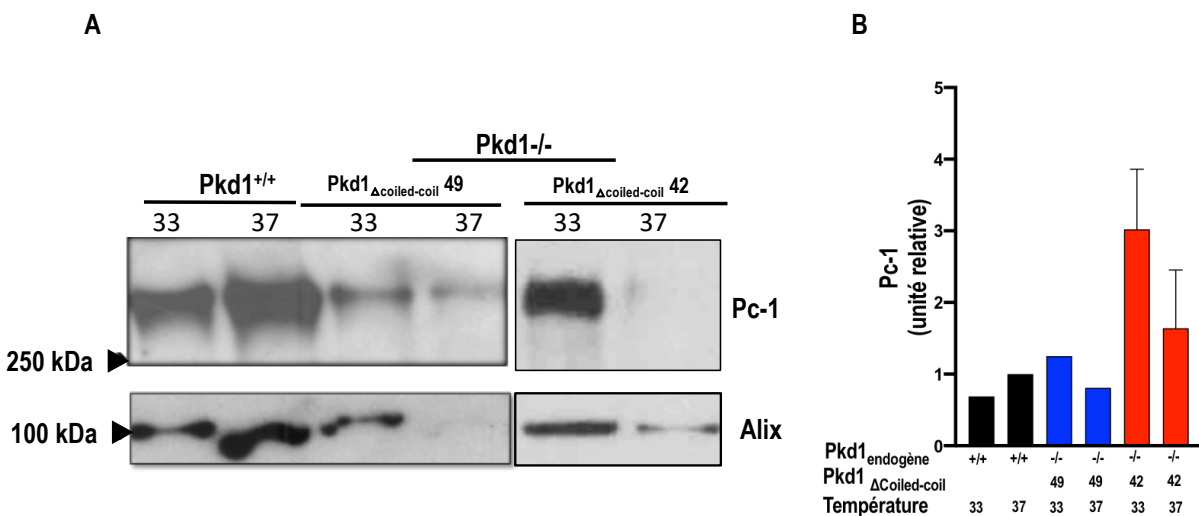 A
B
Pkd1-/-
Pkd1+/+
Pkd1Δcoiled-coil 49
Pkd1Δcoiled-coil 42
33 37 33 37 33 37
Pc-1
250 kDa
100 kDa
Alix
Pc-1
(unité relative)
5
4
3
2
1
0
Pkd1endogène +/+ +/+ -/- -/- -/- -/-
Pkd1 ΔCoiled-coil 49 49 42 42
Température 33 37 33 37 33 37